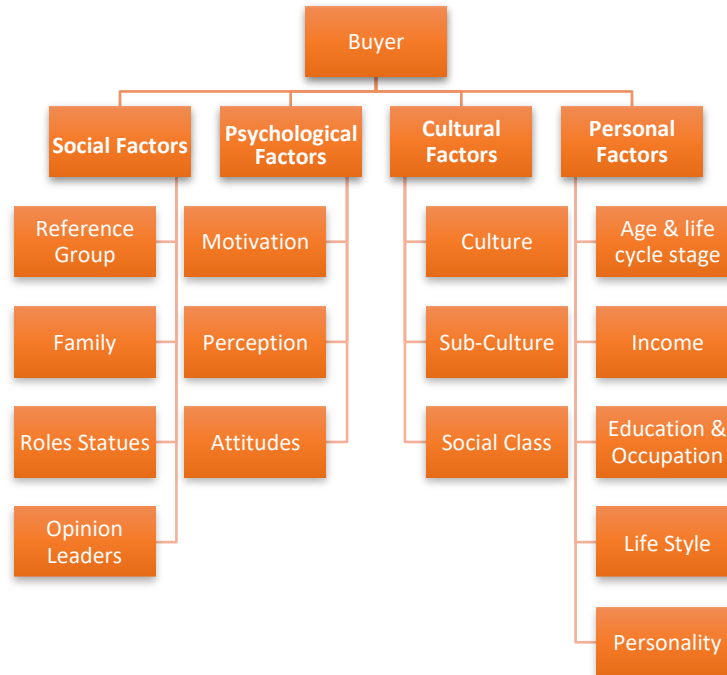 Buyer
Social Factors
Psychological
Factors
Cultural
Factors
Personal
Factors
Reference
Group
Family
Roles Statues
Opinion
Leaders
Motivation
Perception
Attitudes
Culture
Sub-Culture
Social Class
Age & life
cycle stage
Income
Education &
Occupation
Life Style
Personality